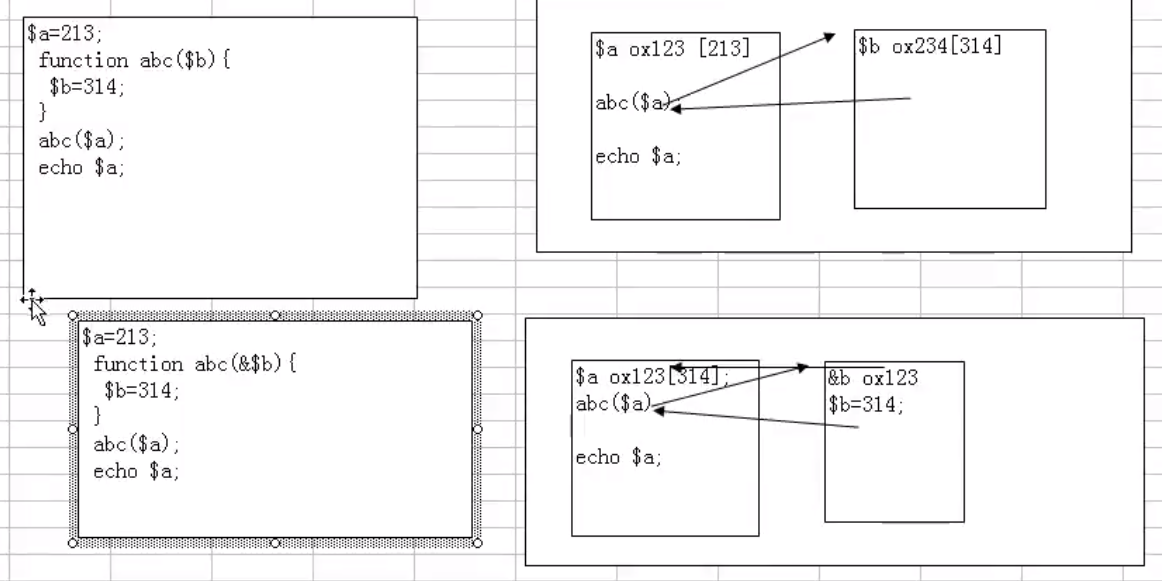 $a=213;
function abc($b){
$b=314;
}
abc($a);
echo $a;
$a ox123 [213]
abc($a)
echo $a;
$b ox234[314]
$a=213;
function abc(&$b){
$b=314;
}
abc($a);
echo $a;
$a ox123[314];
abc($a)
echo $a;
&b ox123
$b=314;